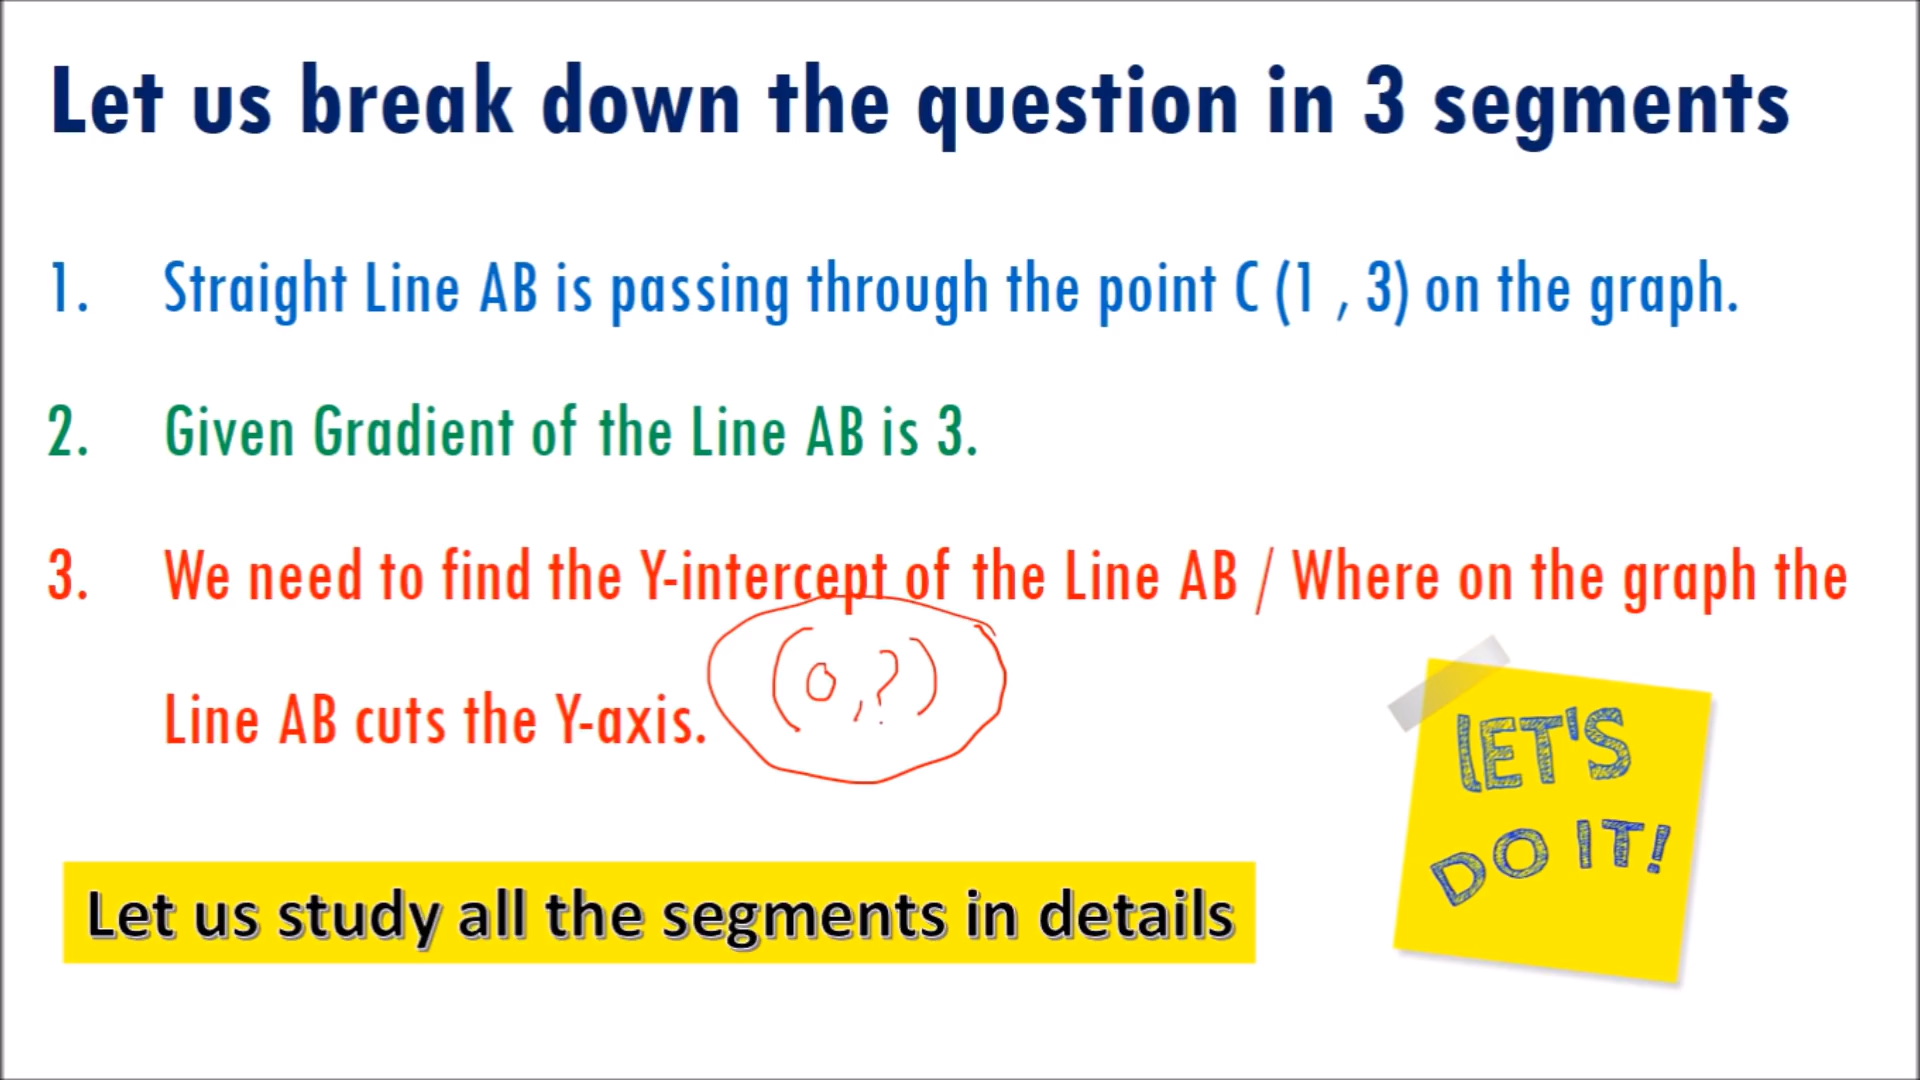 Let us break down the question in 3 segments
1. Straight Line AB is passing through the point C (1 , 3) on the graph.
2. Given Gradient of the Line AB is 3.
3. We need to find the Y-intercept of the Line AB / Where on the graph the
Line AB cuts the Y-axis.
(0,?)
LET'S
DO IT!
Let us study all the segments in details